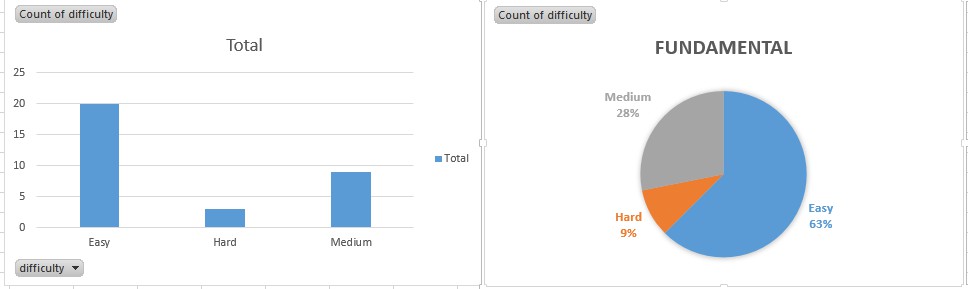 Count of difficulty
Total
25
20
15
10
5
0
Easy
Hard
Medium
Total
difficulty
Count of difficulty
FUNDAMENTAL
Medium
28%
Hard
9%
Easy
63%